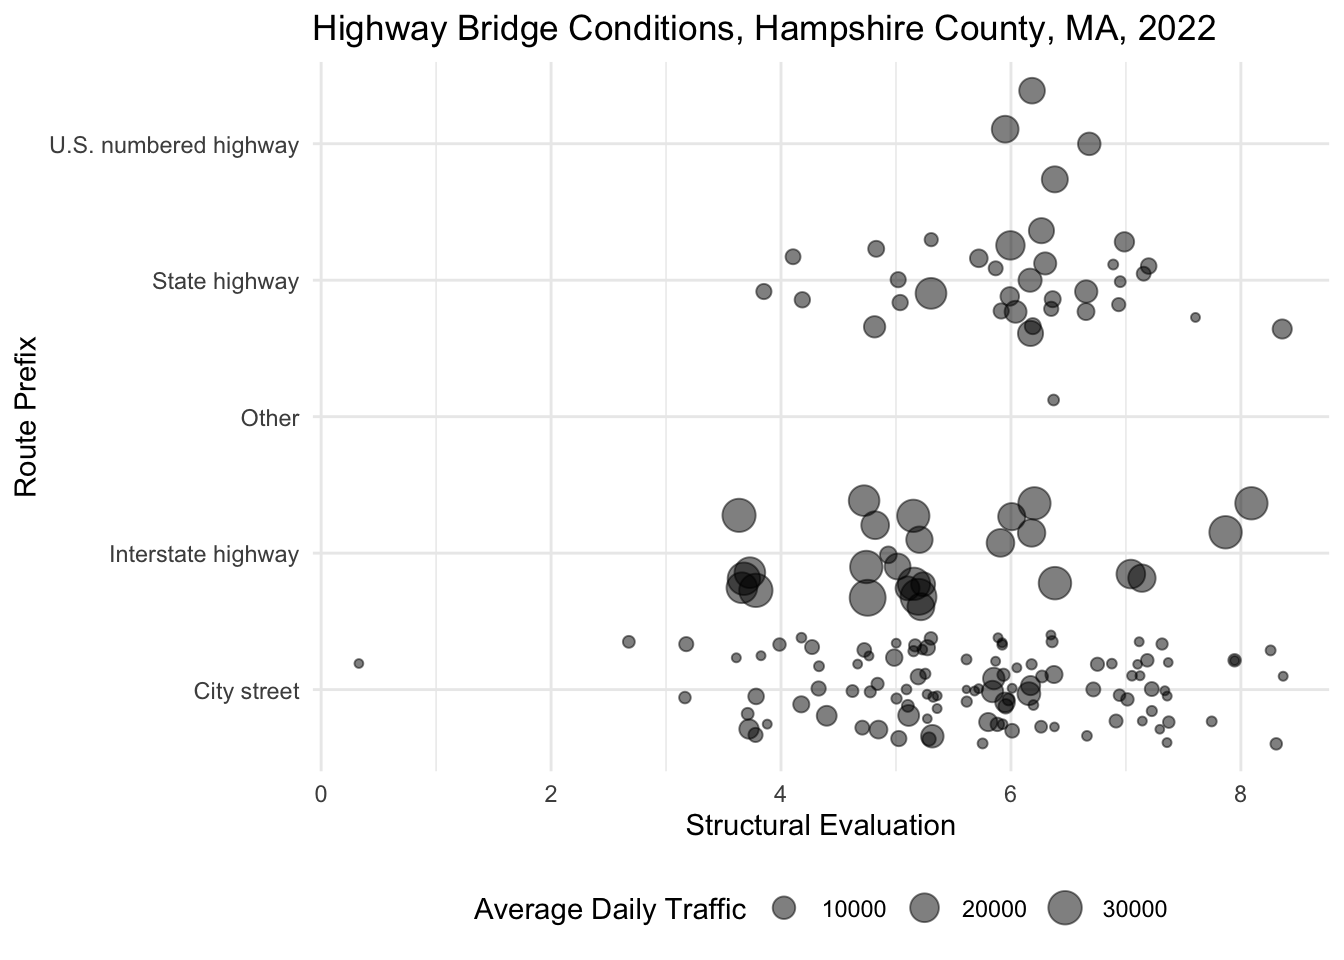 Highway Bridge Conditions, Hampshire County, MA, 2022
Route Prefix
U.S. numbered highway
State highway
Other
Interstate highway
City street
0 2 4 6 8
Structural Evaluation
Average Daily Traffic 10000 20000 30000